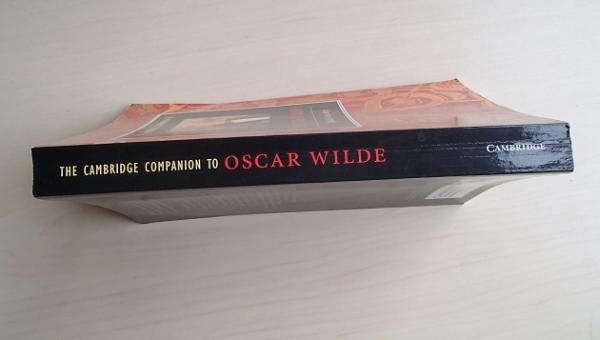 THE CAMBRIDGE COMPANION TO OSCAR WILDE CAMBRIDGE